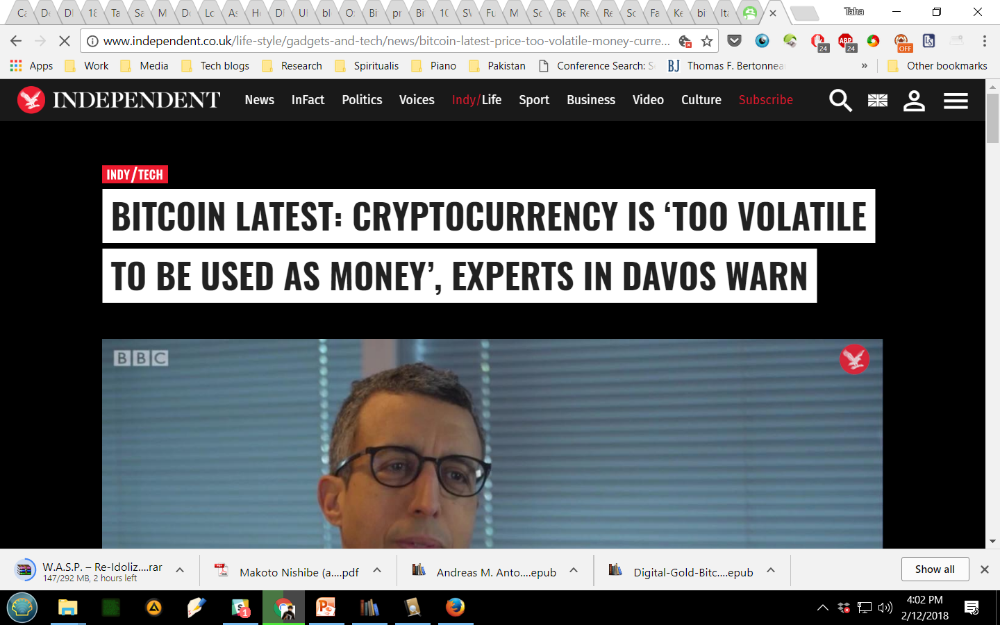 Ca
De
Dl
18
Ta
Sa
M
Do
Lo
As
Ho
Dl
Ul
bl
O:
Bi
pr
Bi
10
SV
Fu
M
Sc
Be
Re
Re
Sc
Fa
Ke
bi
Ita
Taha
www.independent.co.uk/life-style/gadgets-and-tech/news/bitcoin-latest-price-too-volatile-money-curre...
24
ABP
24
OFF
LS
Apps Work Media Tech blogs Research Spiritualis Piano Pakistan Conference Search: S BJ Thomas F. Bertonnea » Other bookmarks
INDEPENDENT News InFact Politics Voices Indy/Life Sport Business Video Culture Subscribe
INDY/TECH
BITCOIN LATEST: CRYPTOCURRENCY IS ‘TOO VOLATILE
TO BE USED AS MONEY’, EXPERTS IN DAVOS WARN
BBC
W.A.S.P. – Re-Idoliz....rar
147/292 MB, 2 hours left
Makoto Nishibe (a....pdf
Andreas M. Anto....epub
Digital-Gold-Bitc....epub
Show all
4:02 PM
2/12/2018